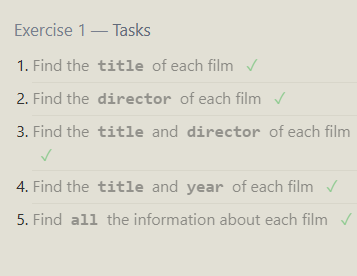 Exercise 1 — Tasks
1. Find the title of each film ✓
2. Find the director of each film ✓
3. Find the title and director of each film
✓
4. Find the title and year of each film ✓
5. Find all the information about each film ✓